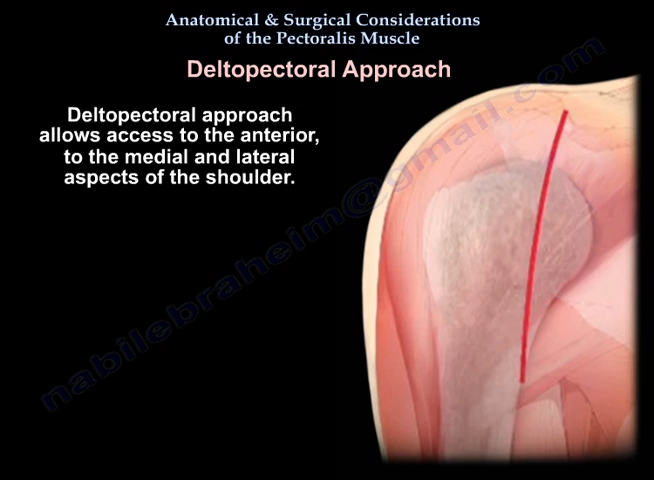 Anatomical & Surgical Considerations
of the Pectoralis Muscle
Deltopectoral Approach
Deltopectoral approach
allows access to the anterior,
to the medial and lateral
aspects of the shoulder.
nabilebraheim@gmail.com